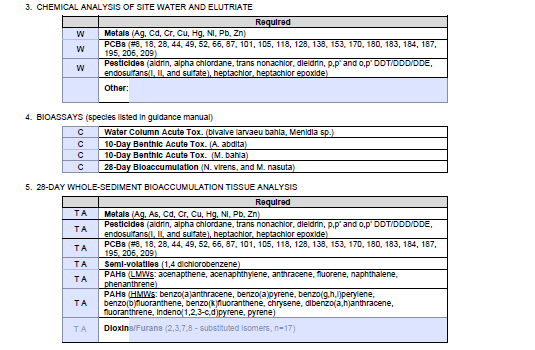 3. CHEMICAL ANALYSIS OF SITE WATER AND ELUTRIATE
Required
W Metals (Ag, Cd, Cr, Cu, Hg, Ni, Pb, Zn)
W PCBs (#8, 18, 28, 44, 49, 52, 66, 87, 101, 105, 118, 128, 138, 153, 170, 180, 183, 184, 187,
195, 206, 209)
W Pesticides (aldrin, alpha chlordane, trans nonachlor, dieldrin, p,p' and o,p' DDT/DDD/DDE,
endosulfans(I, II, and sulfate), heptachlor, heptachlor epoxide)
Other:
4. BIOASSAYS (species listed in guidance manual)
C Water Column Acute Tox. (bivalve larvaeu bahia, Menidia sp.)
C 10-Day Benthic Acute Tox. (A. abdita)
C 10-Day Benthic Acute Tox. (M. bahia)
C 28-Day Bioaccumulation (N. virens, and M. nasuta)
5. 28-DAY WHOLE-SEDIMENT BIOACCUMULATION TISSUE ANALYSIS
Required
T A Metals (Ag, As, Cd, Cr, Cu, Hg, Ni, Pb, Zn)
T A Pesticides (aldrin, alpha chlordane, trans nonachlor, dieldrin, p,p' and o,p' DDT/DDD/DDE,
endosulfans(I, II, and sulfate), heptachlor, heptachlor epoxide)
T A PCBs (#8, 18, 28, 44, 49, 52, 66, 87, 101, 105, 118, 128, 138, 153, 170, 180, 183, 184, 187,
195, 206, 209)
T A Semi-volatiles (1,4 dichlorobenzene)
T A PAHs (LMWs: acenapthene, acenaphthylene, anthracene, fluorene, naphthalene,
phenanthrene)
T A PAHs (HMWs: benzo(a)anthracene, benzo(a)pyrene, benzo(g,h,i)perylene,
benzo(b)fluoranthene, benzo(k)fluoranthene, chrysene, dibenzo(a,h)anthracene,
fluoranthrene, indeno(1,2,3-c,d)pyrene, pyrene)
T A Dioxins/Furans (2,3,7,8 - substituted isomers, n=17)